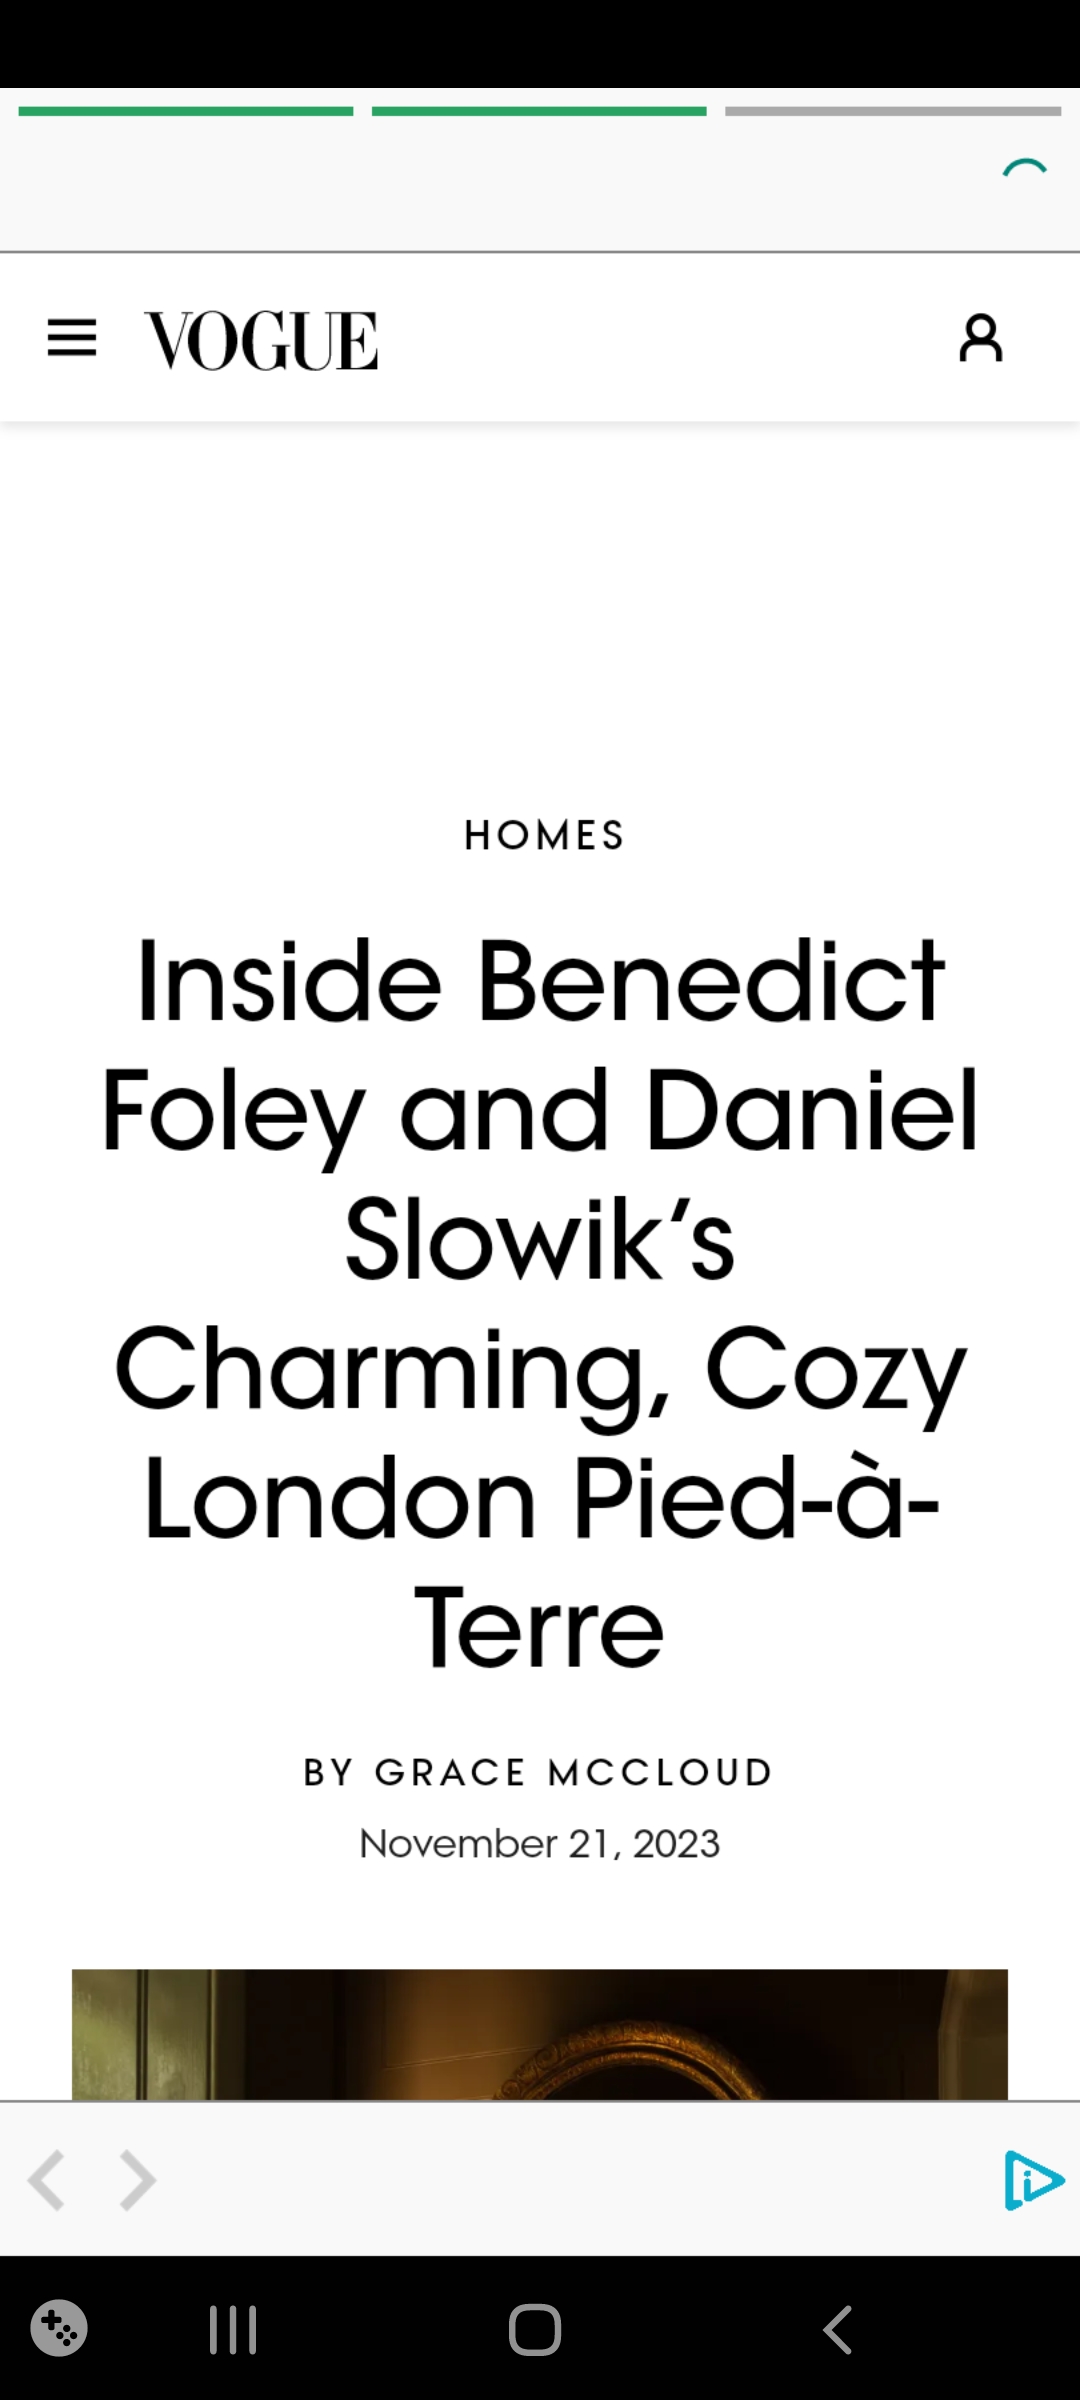 VOGUE
HOMES
Inside Benedict
Foley and Daniel
Slowik’s
Charming, Cozy
London Pied-à-
Terre
BY GRACE MCCLOUD
November 21, 2023